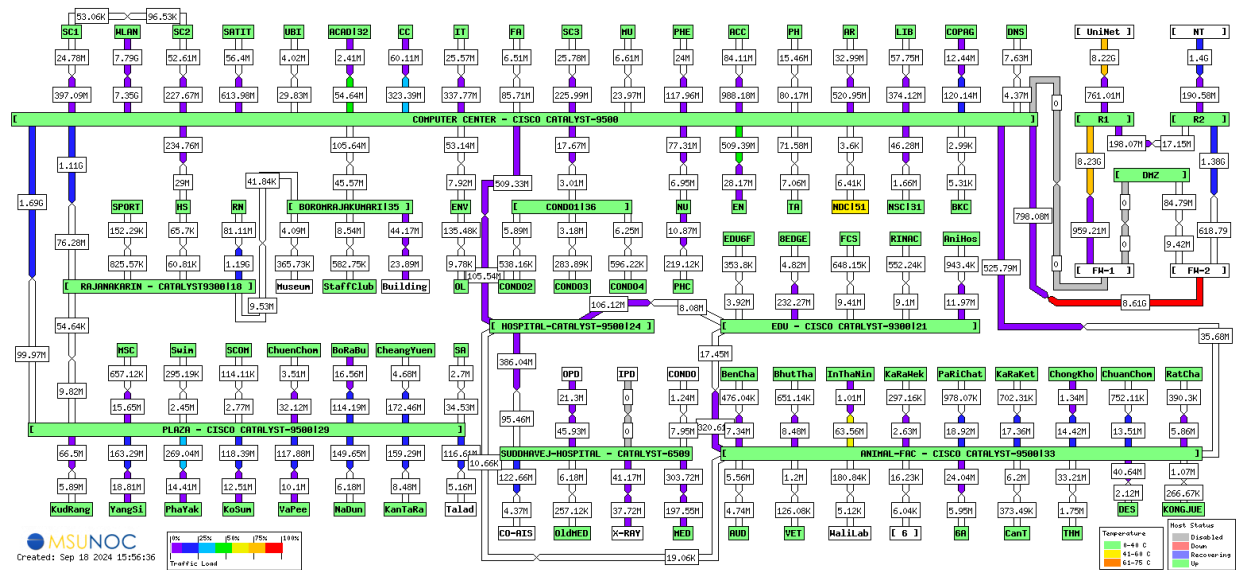 53.06K 96.53K
SC1 WLAN SC2 SATIT UBI ACAD|32 CC IT FA SC3 MU PHE ACC PH AR LIB COPAG DNS [ UniNet ] [ NT ]
24.78M 7.79G 52.61M 56.4M 4.02M 2.41M 60.11M 25.57M 6.51M 25.78M 6.61M 24M 84.11M 15.46M 32.99M 57.75M 12.44M 7.63M 8.22G 1.4G
397.09M 7.35G 227.67M 613.98M 29.83M 54.64M 323.39M 337.77M 85.71M 225.99M 23.97M 117.96M 988.18M 80.17M 520.95M 374.12M 120.14M 4.37M 0 761.01M 190.58M
[ COMPUTER CENTER - CISCO CATALYST-9500 ] [ R1 ] [ R2 ]
234.76M 105.64M 53.14M 17.67M 77.31M 509.39M 71.58M 3.6K 46.28M 2.99K 198.07M 17.15M
1.11G 8.23G 1.38G
29M 41.84K 45.57M 7.92M 509.33M 3.01M 6.95M 28.17M 7.06M 6.41K 1.66M 5.31K [ DMZ ]
1.69G SPORT HS RN [ BOROMRAJAKUMARI|35 ] ENV [ CONDO1|36 ] NU EN TA NDC|51 NSC|31 BKC 798.08M 0 84.79M
152.29K 65.7K 81.11M 4.09M 8.54M 44.17M 135.48K 5.89M 3.18M 6.25M 10.87M EDU6F 8EDGE FCS RINAC AniHos 959.21M 618.79
76.28M 0 9.42M
825.57K 60.81K 1.19G 365.73K 582.75K 23.89M 9.78K 105.54M 538.16K 283.89K 596.22K 219.12K 353.8K 4.82M 648.15K 552.24K 943.4K 525.79M [ FW-1 ] [ FW-2 ]
[ RAJANAKARIN - CATALYST9300|18 ] Museum StaffClub Building OL CONDO2 CONDO3 CONDO4 PHC
9.53M 106.12M 8.08M 3.92M 232.27M 9.41M 9.1M 11.97M 8.61G
54.64K [ HOSPITAL-CATALYST-9500|24 ] [ EDU - CISCO CATALYST-9300|21 ]
99.97M MSC Swim SCOM ChuenChom BoRaBu CheangYuen SA 386.04M 17.45M 35.68M
657.12K 295.19K 114.11K 3.51M 16.56M 4.68M 2.7M OPD IPD CONDO BenCha BhutTha InThaNin KaRaWek PaRiChat KaRaKet ChongKho ChuanChom RatCha
9.82M 21.3M 0 1.24M 476.04K 651.14K 1.01M 297.16K 978.07K 702.31K 1.34M 752.11K 390.3K
15.65M 2.45M 2.77M 32.12M 114.19M 172.46M 34.53M 95.46M 45.93M 0 7.95M 7.34M 8.48M 63.56M 2.63M 18.92M 17.36M 14.42M 13.51M 5.86M
[ PLAZA - CISCO CATALYST-9500|29 ] 320.61
66.5M 163.29M 269.04M 118.39M 117.88M 149.65M 159.29M 116.61M 10.66K SUDDHAVEJ-HOSPITAL - CATALYST-6509 [ ANIMAL-FAC - CISCO CATALYST-9500|33 ]
5.89M 18.81M 14.41M 12.51M 10.1M 6.18M 8.48M 5.16M 122.66M 6.18M 41.17M 303.72M 5.56M 1.2M 180.84K 16.23K 24.04M 6.2M 33.21M 40.64M 1.07M
KudRang YangSi PhaYak KoSum VaPee NaDun KanTaRa Talad 4.37M 257.12K 37.72M 197.55M 4.73M 126.08K 5.12K 6.04K 5.95M 373.49K 1.75M 2.12M 266.67K
DES KONGJUE
CO-AIS OldMED X-RAY MED AUD VET WaliLab [ 6 ] 6A CanT THM
19.06M
MSUNOC
Created: Sep 18 2024 15:56:36
0% 25% 50% 75% 100%
Traffic Load
Temperature
0-40 C
41-60 C
61-75 C
Host Status
Disabled
Down
Recovering
Up